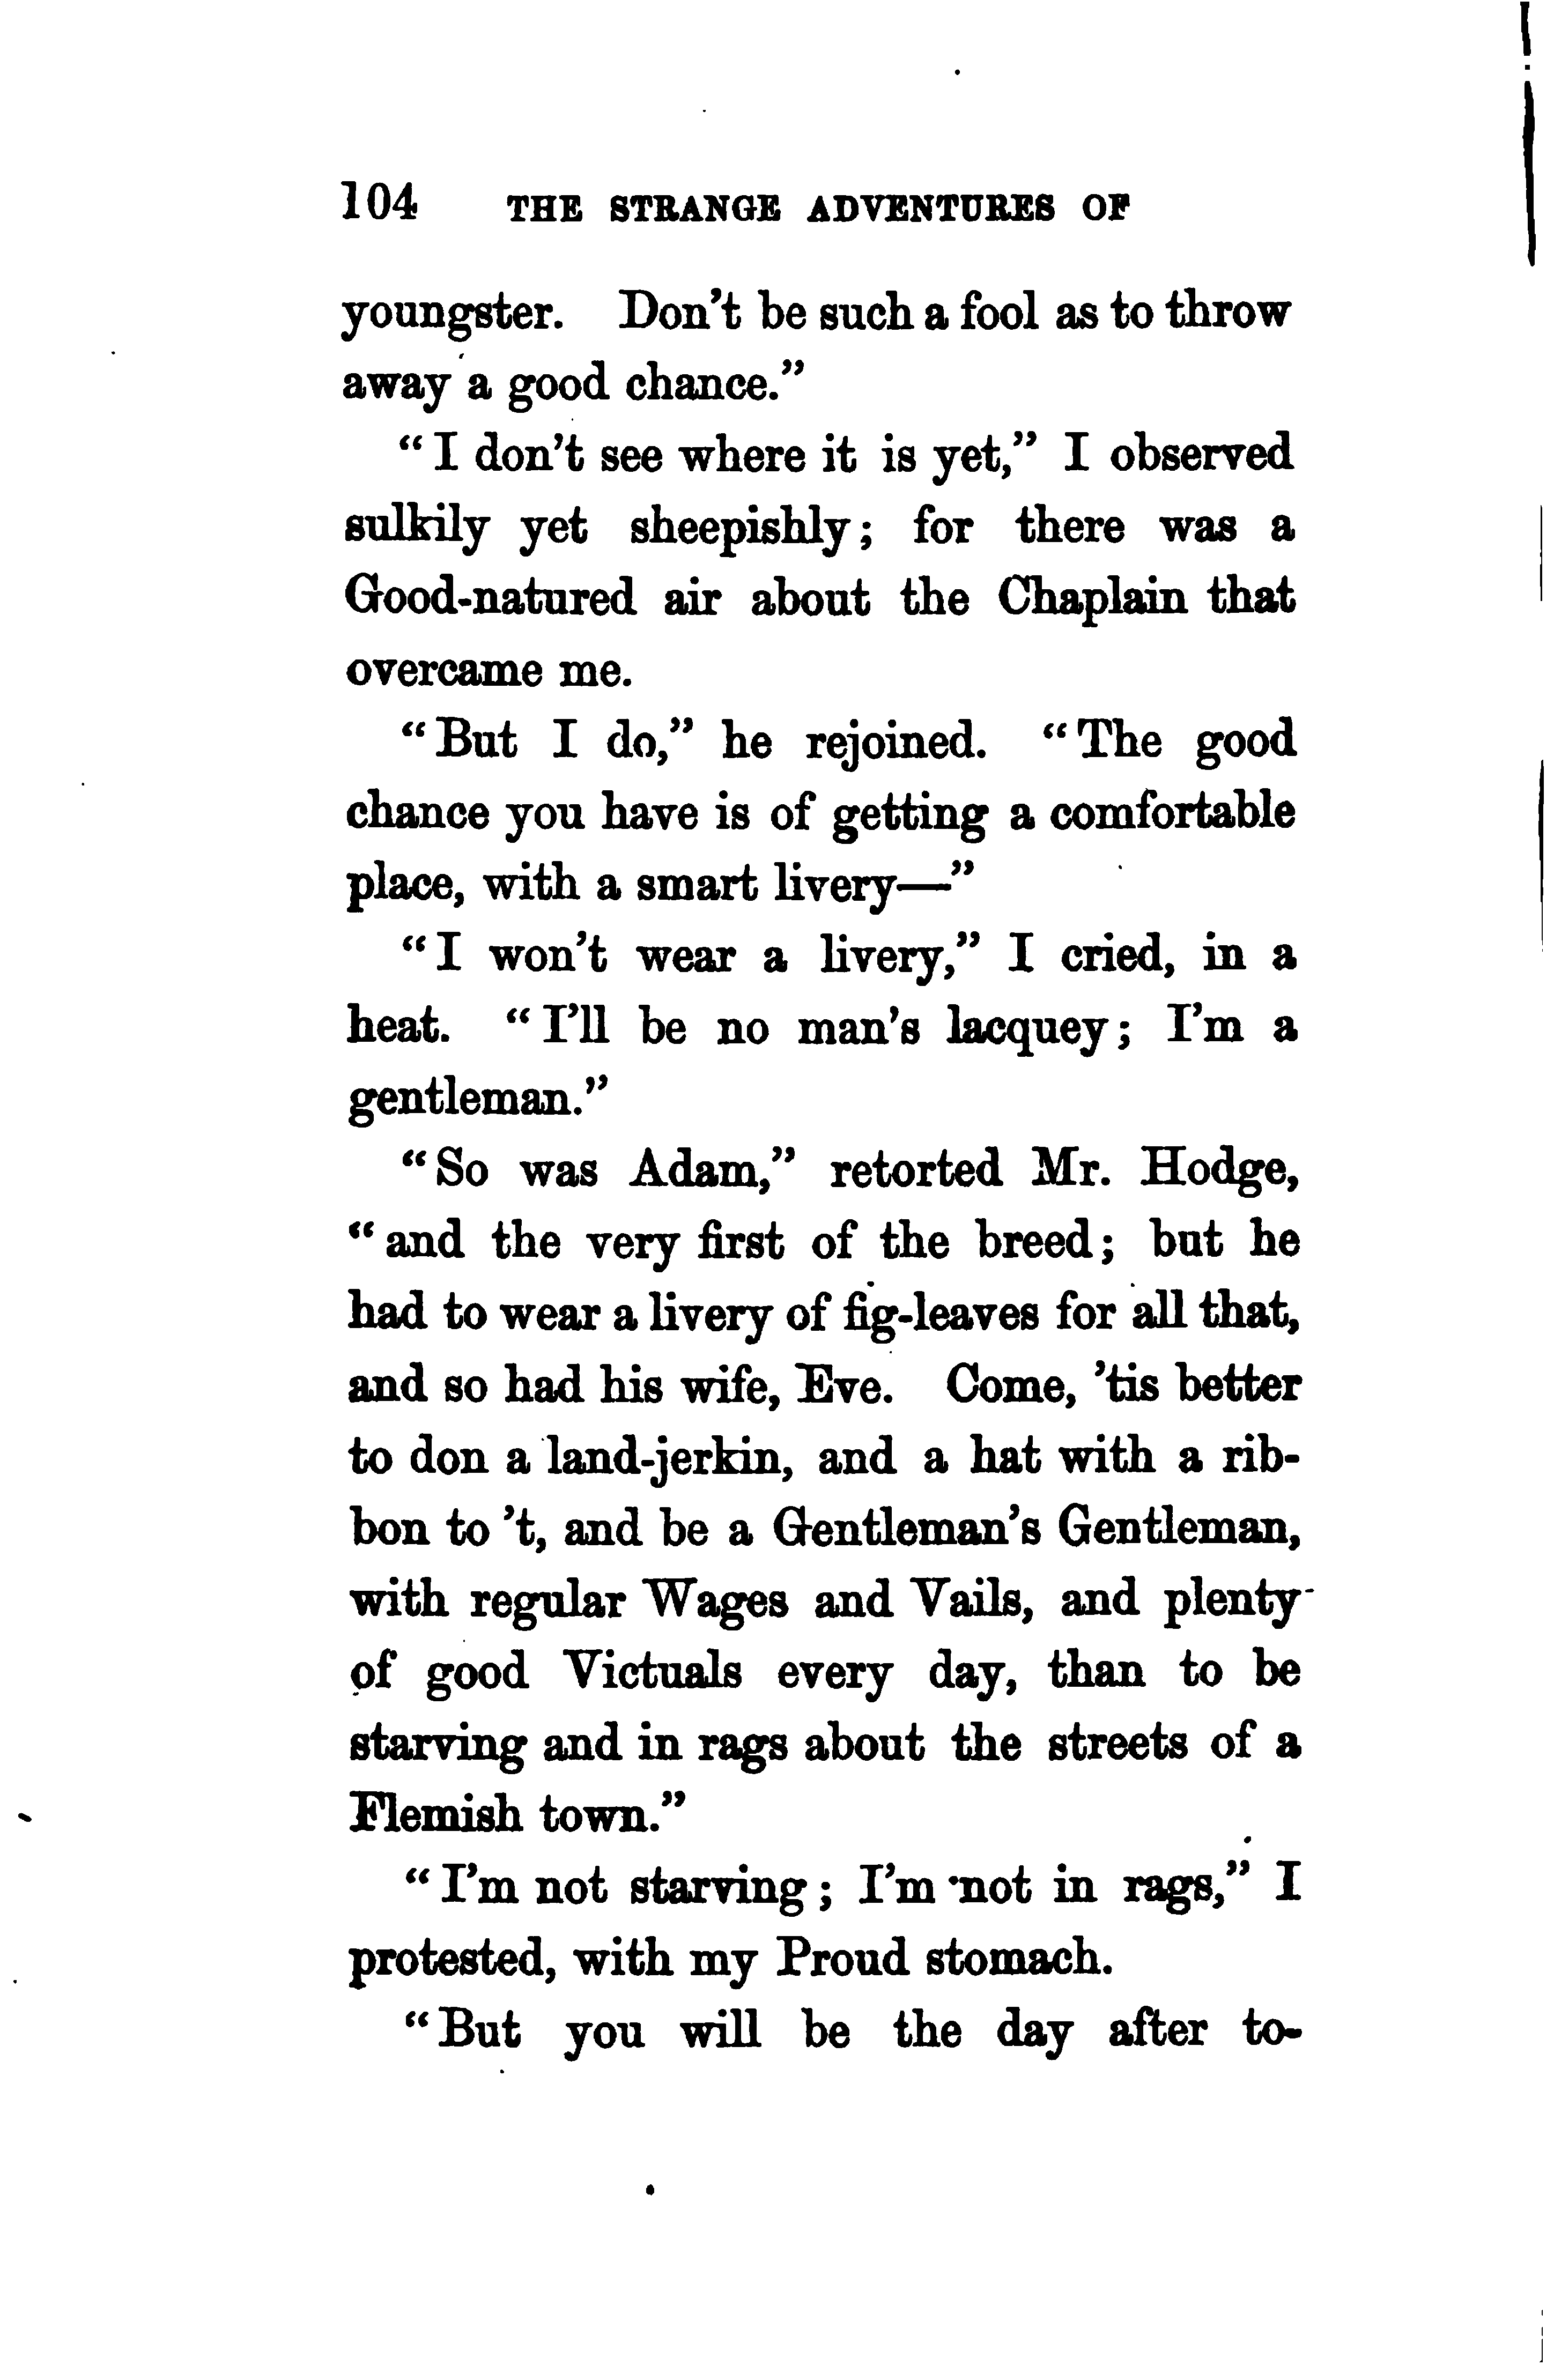 104 THE STRANGE ADVENTURES OF
youngster. Don't be such a fool as to throw
away a good chance."
"I don't see where it is yet," I observed
sulkily yet sheepishly; for there was a
Good-natured air about the Chaplain that
overcame me.
"But I do," he rejoined. "The good
chance you have is of getting a comfortable
place, with a smart livery—"
"I won't wear a livery," I cried, in a
heat. "I'll be no man's lacquey; I'm a
gentleman."
"So was Adam," retorted Mr. Hodge,
"and the very first of the breed; but he
had to wear a livery of fig-leaves for all that,
and so had his wife, Eve. Come, 'tis better
to don a land-jerkin, and a hat with a rib-
bon to 't, and be a Gentleman's Gentleman,
with regular Wages and Vails, and plenty
of good Victuals every day, than to be
starving and in rags about the streets of a
Flemish town."
"I'm not starving; I'm not in rags," I
protested, with my Proud stomach.
"But you will be the day after to-